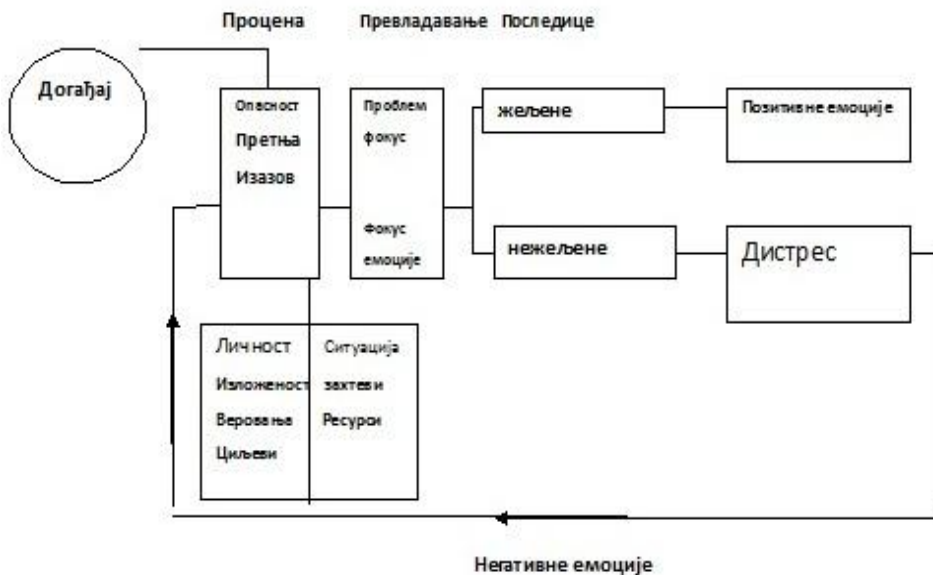 Процена
Превладавање
Последице
Догађај
Опасност
Претња
Изазов
Проблем
фокус
Фокус
емоције
жељене
Позитивне емоције
нежељене
Дистрес
Личност
Изложеност
Веровања
Циљеви
Ситуација
захтеви
Ресурси
Негативне емоције